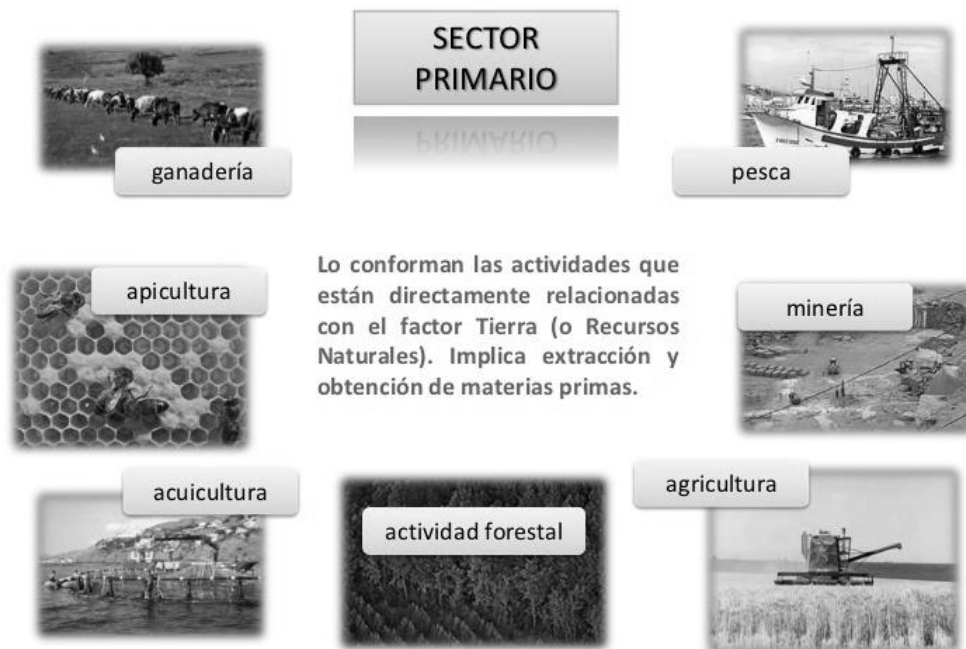 SECTOR
PRIMARIO
ganadería
pesca
apicultura
Lo conforman las actividades que
están directamente relacionadas
con el factor Tierra (o Recursos
Naturales). Implica extracción y
obtención de materias primas.
minería
acuicultura
actividad forestal
agricultura